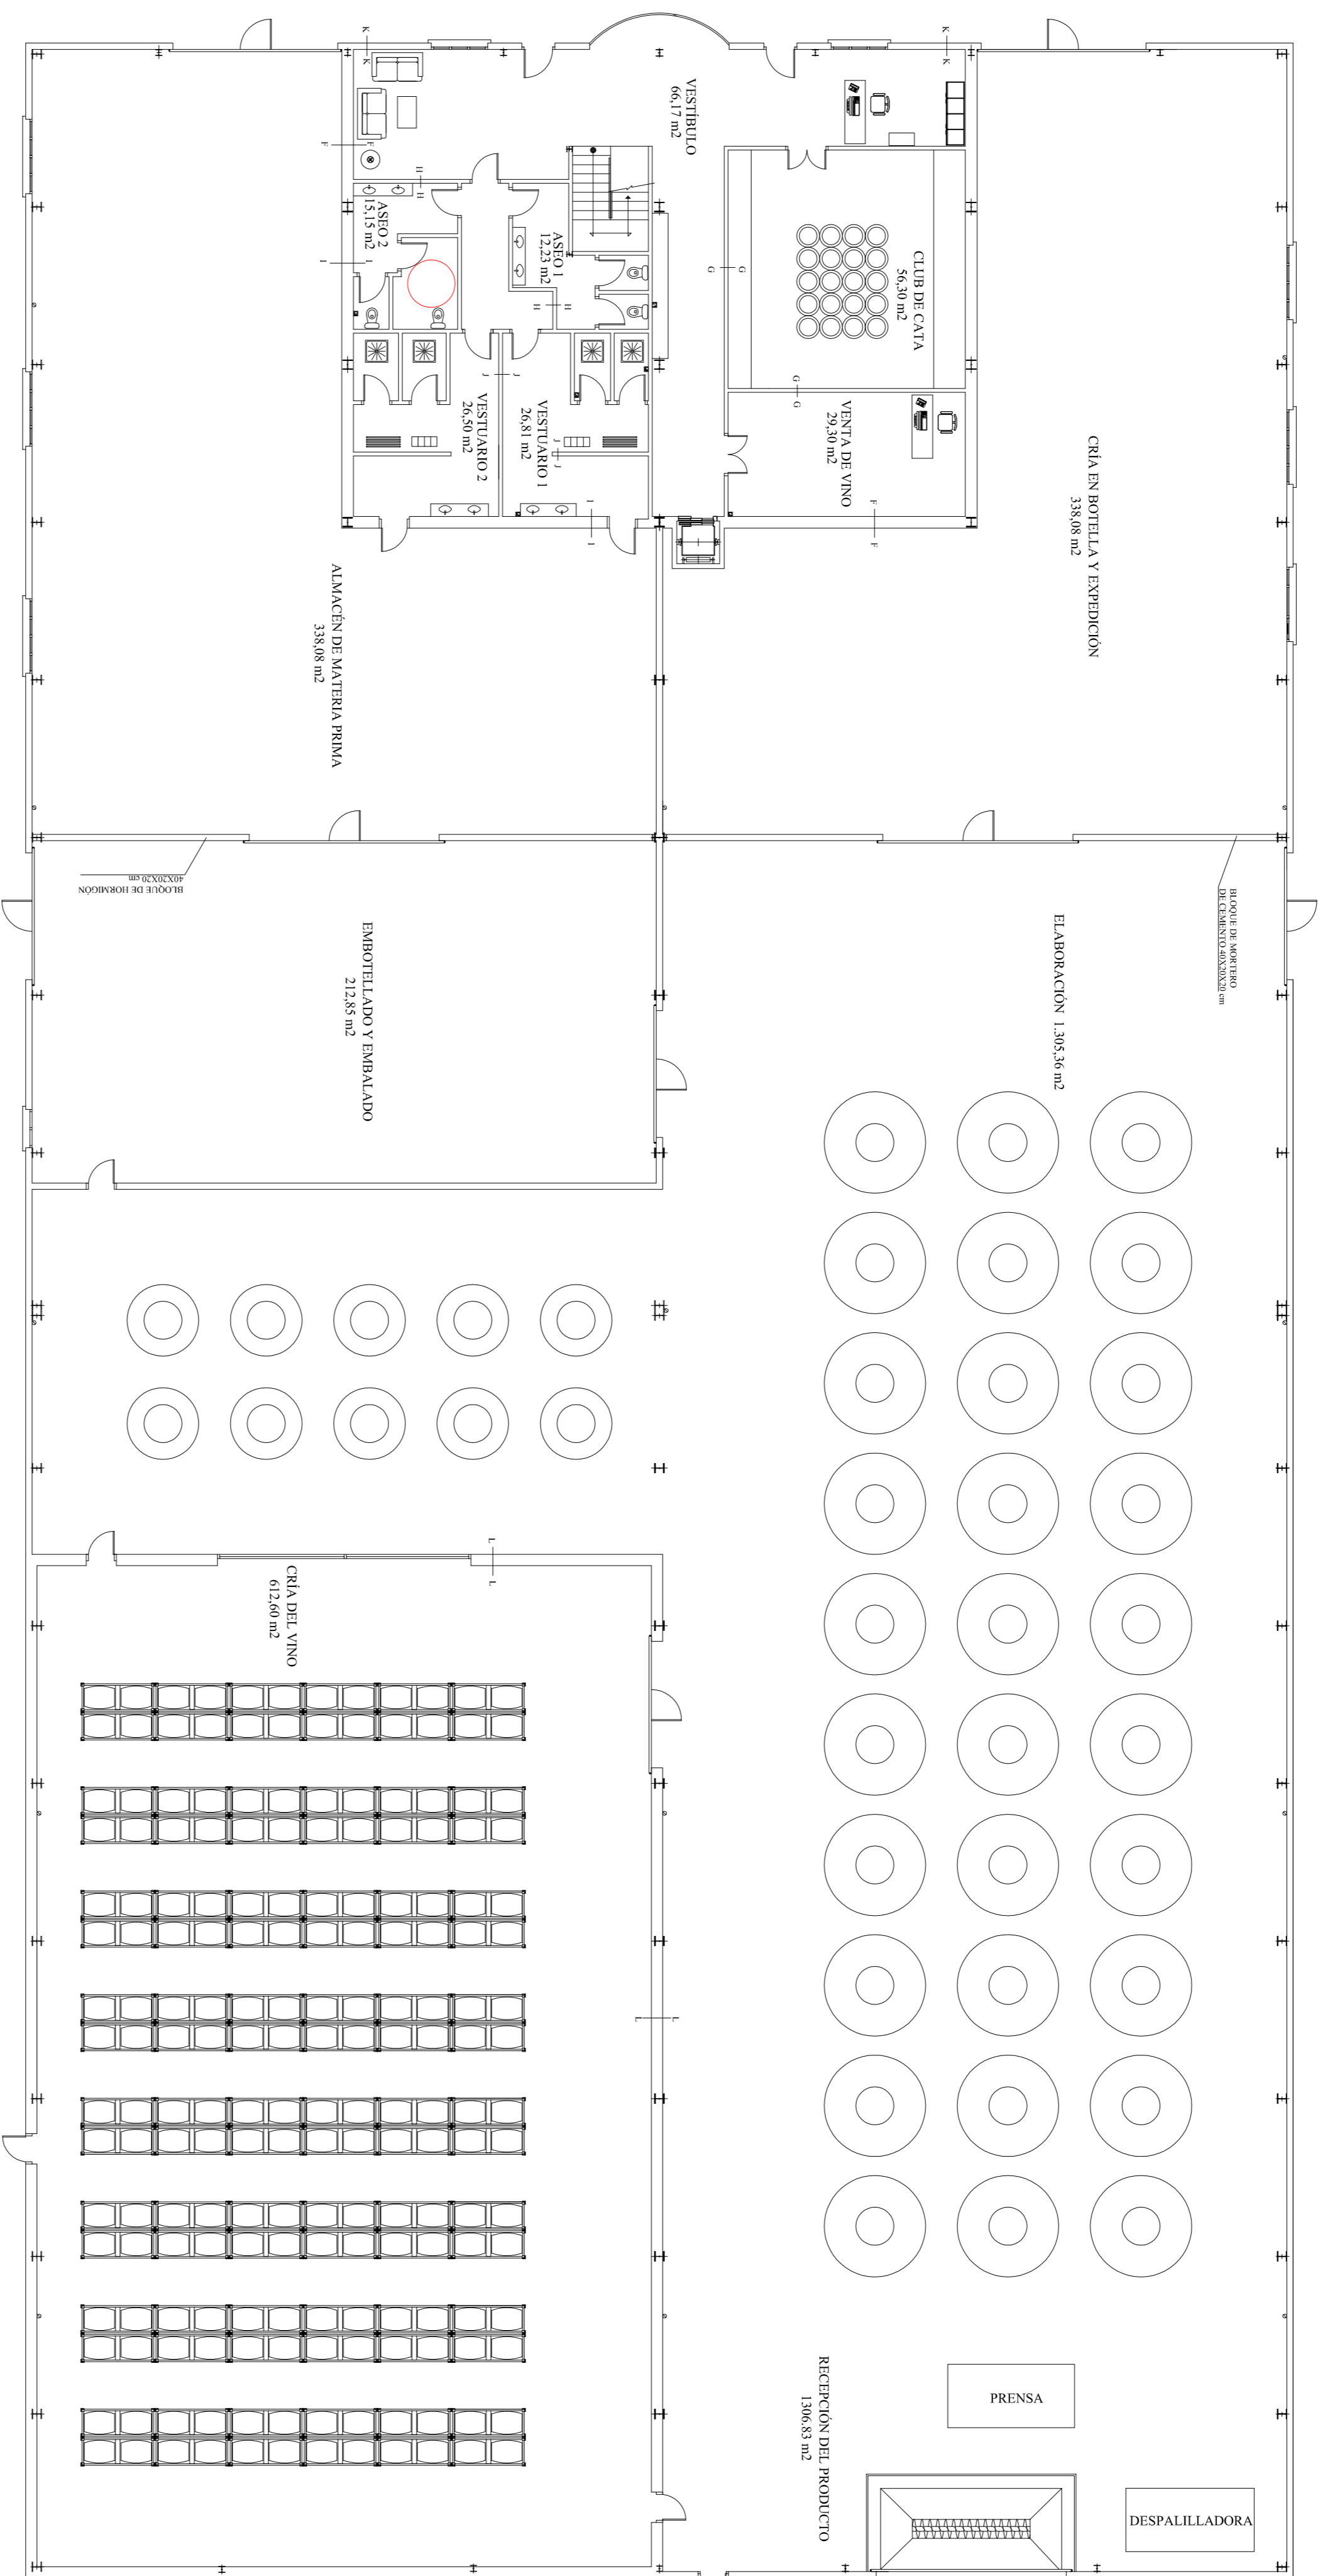 K
K
K
K
VESTÍBULO
66,17 m2
F
F
H
H
ASEO 2
15,15 m2
ASEO 1
12,23 m2
I
I
H
H
G
G
CLUB DE CATA
56,30 m2
G
G
J
J
VESTUARIO 2
26,50 m2
VESTUARIO 1
26,81 m2
J
J
I
I
VENTA DE VINO
29,30 m2
F
F
CRÍA EN BOTELLA Y EXPEDICIÓN
338,08 m2
ALMACÉN DE MATERIA PRIMA
338,08 m2
BLOQUE DE HORMIGÓN
40X20X20 cm
BLOQUE DE MORTERO
DE CEMENTO 40X20X20 cm
EMBOTELLADO Y EMBALADO
212,85 m2
ELABORACIÓN 1.305,36 m2
L
L
CRÍA DEL VINO
612,60 m2
L
L
RECEPCIÓN DEL PRODUCTO
1306.83 m2
PRENSA
DESPALILLADORA